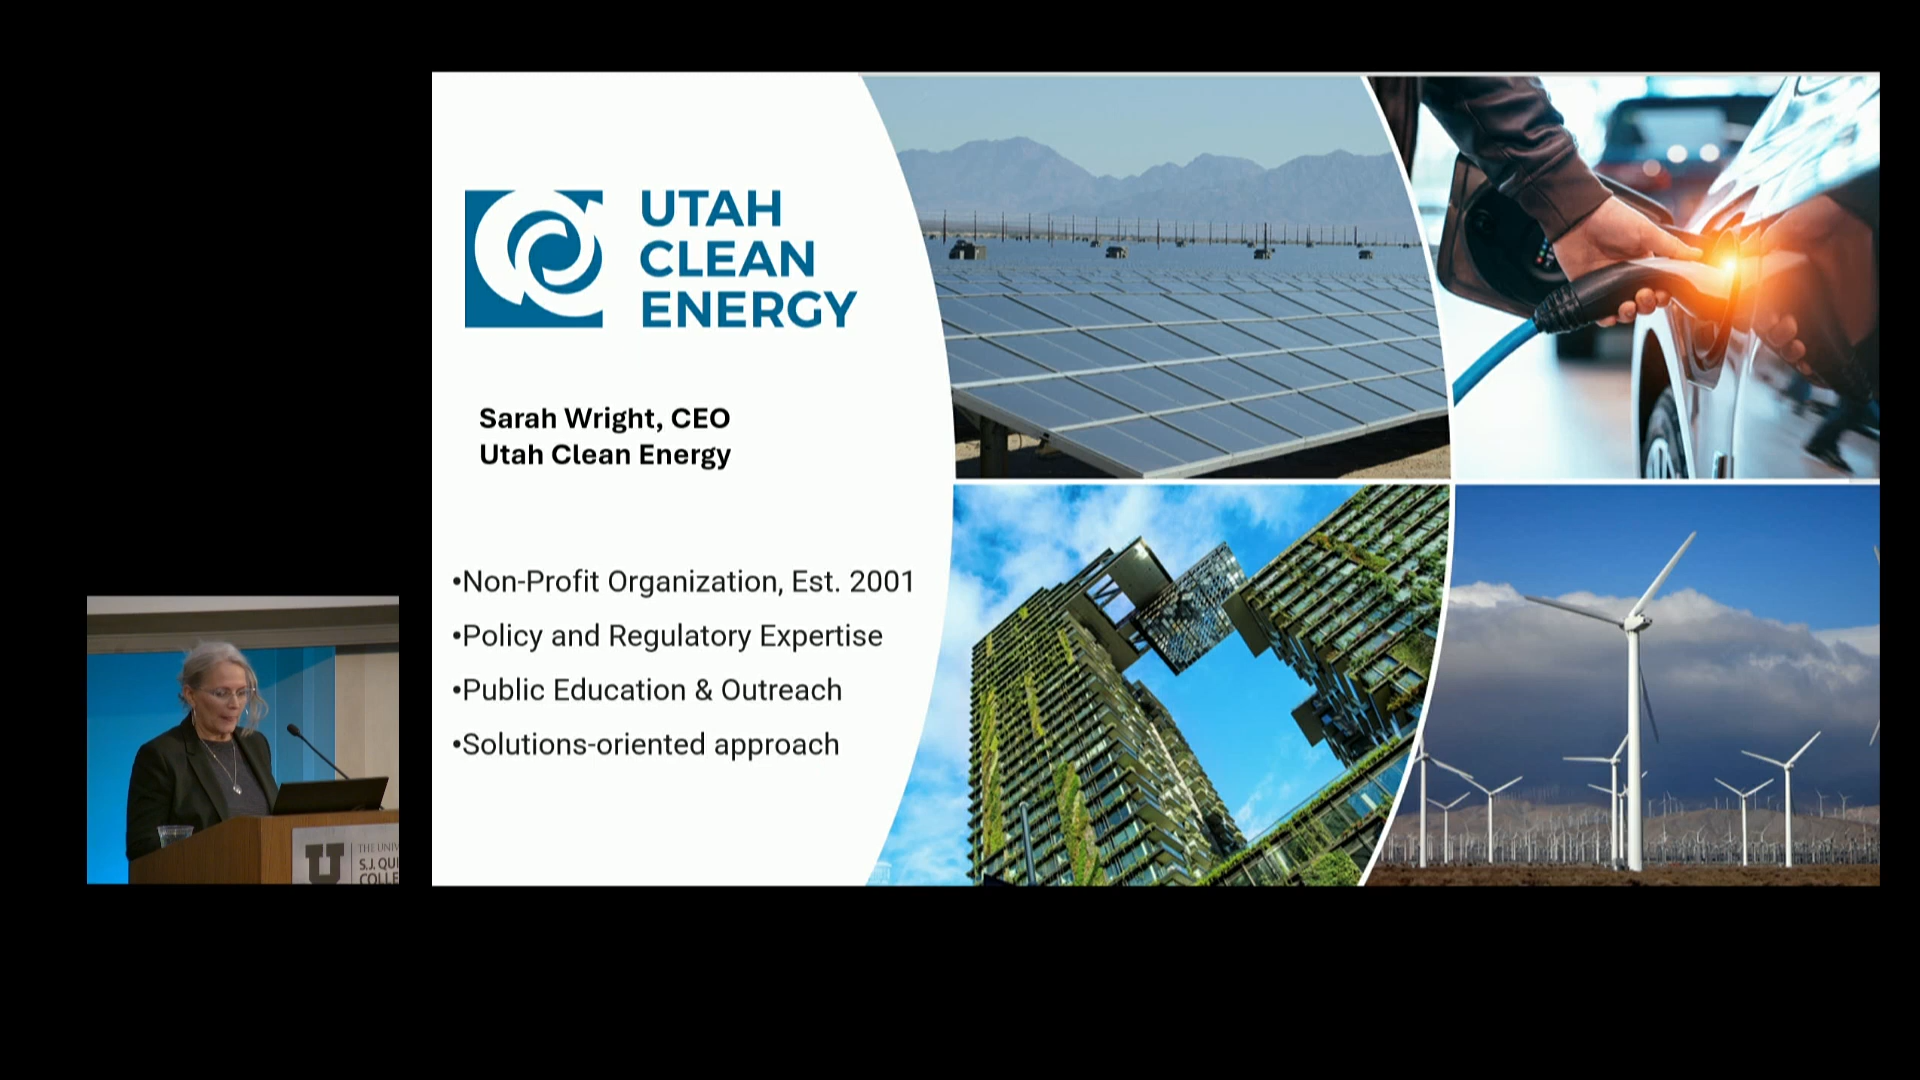 UTAH
CLEAN
ENERGY
Sarah Wright, CEO
Utah Clean Energy
•Non-Profit Organization, Est. 2001
•Policy and Regulatory Expertise
•Public Education & Outreach
•Solutions-oriented approach
U
THE
S.J.